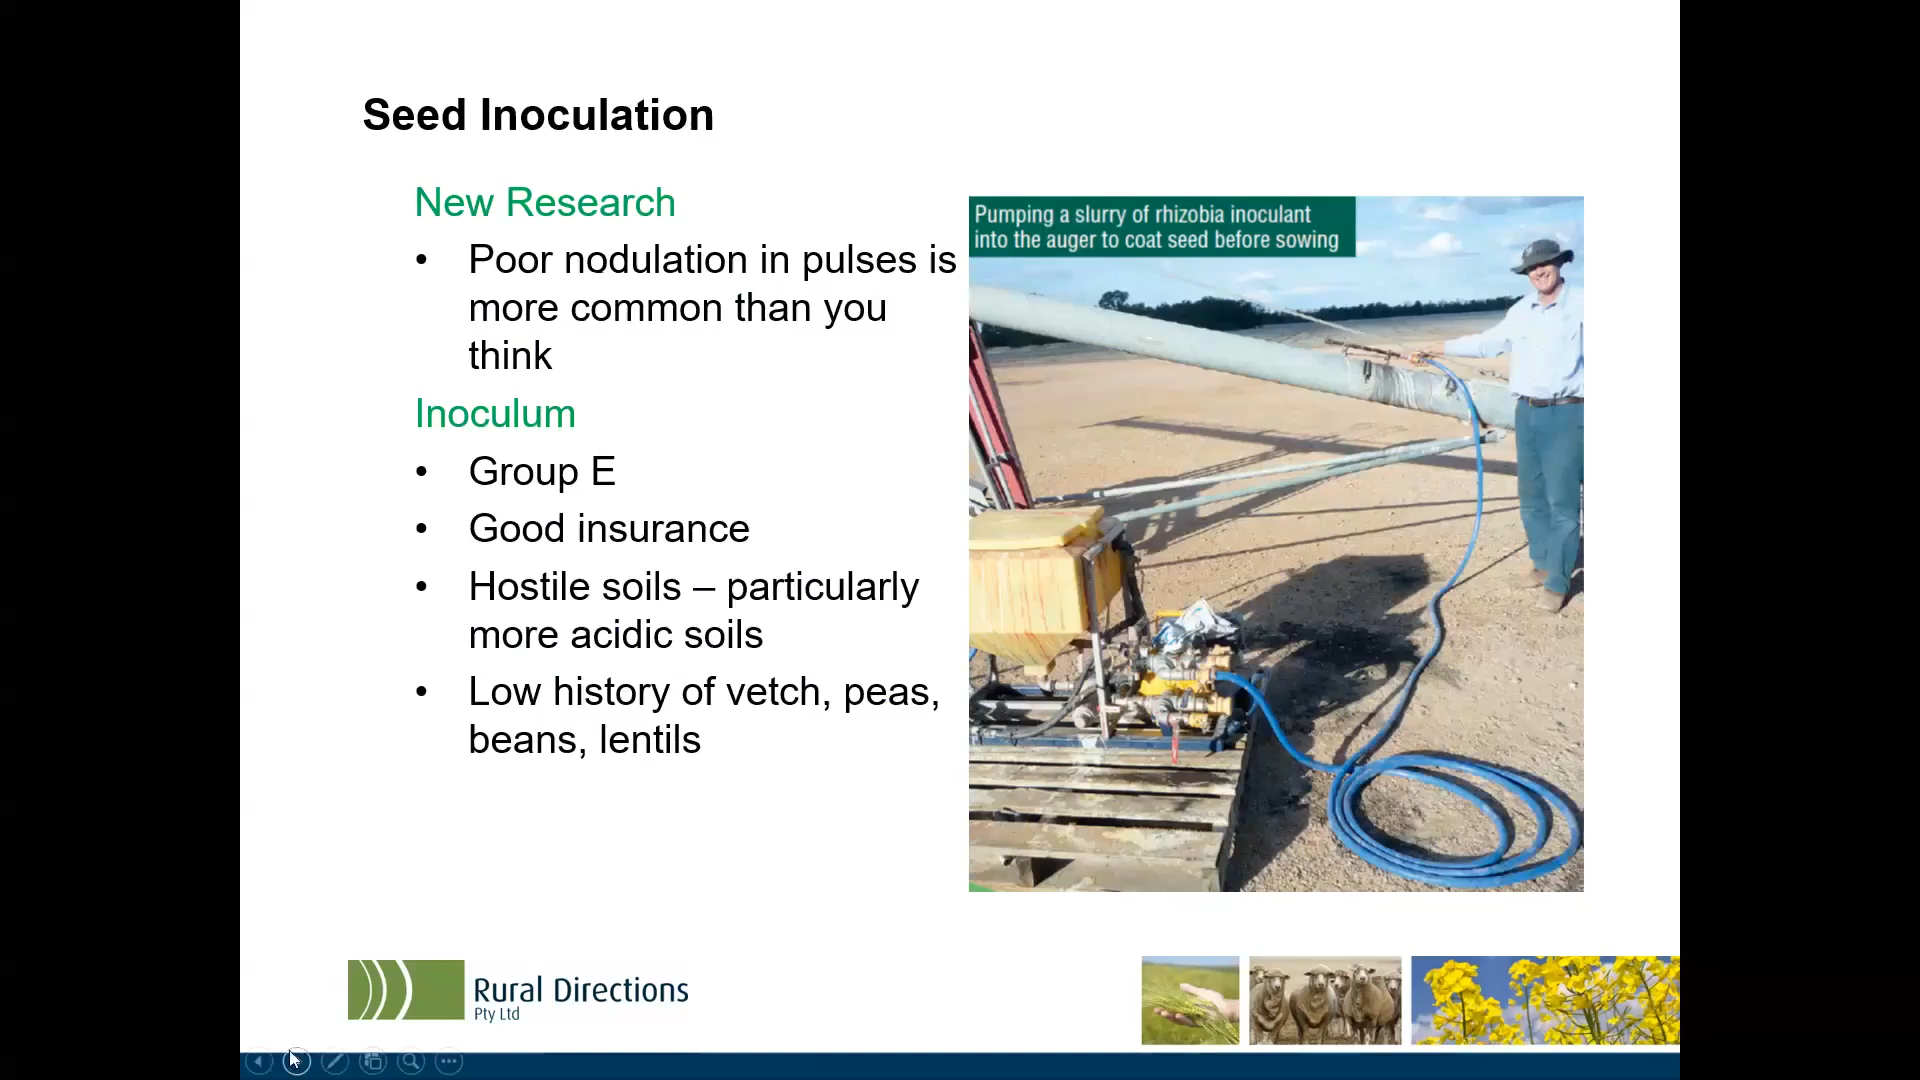 Seed Inoculation
New Research
• Poor nodulation in pulses is
more common than you
think
Inoculum
• Group E
• Good insurance
• Hostile soils – particularly
more acidic soils
• Low history of vetch, peas,
beans, lentils
Pumping a slurry of rhizobia inoculant
into the auger to coat seed before sowing
Rural Directions
Pty Ltd